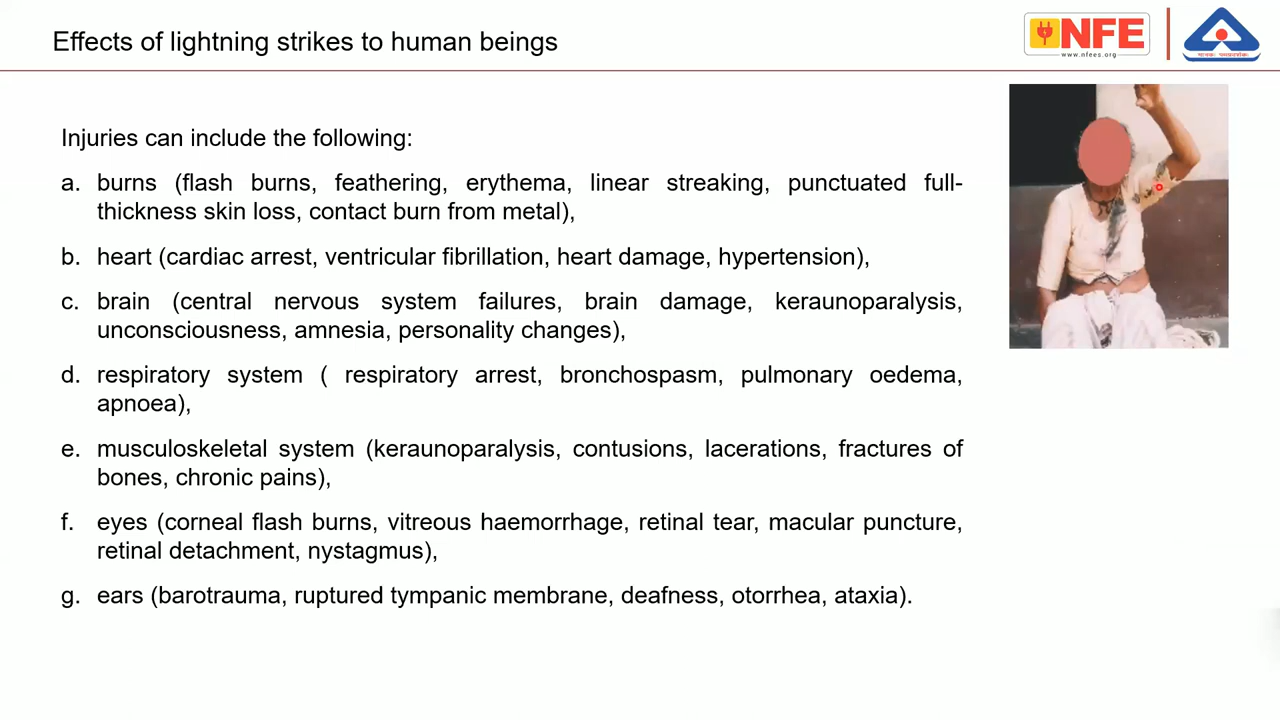 Effects of lightning strikes to human beings
NFE
www.nfees.org
Injuries can include the following:
a. burns (flash burns, feathering, erythema, linear streaking, punctuated full-
thickness skin loss, contact burn from metal),
b. heart (cardiac arrest, ventricular fibrillation, heart damage, hypertension),
c. brain (central nervous system failures, brain damage, keraunoparalysis,
unconsciousness, amnesia, personality changes),
d. respiratory system ( respiratory arrest, bronchospasm, pulmonary oedema,
apnoea),
e. musculoskeletal system (keraunoparalysis, contusions, lacerations, fractures of
bones, chronic pains),
f. eyes (corneal flash burns, vitreous haemorrhage, retinal tear, macular puncture,
retinal detachment, nystagmus),
g. ears (barotrauma, ruptured tympanic membrane, deafness, otorrhea, ataxia).